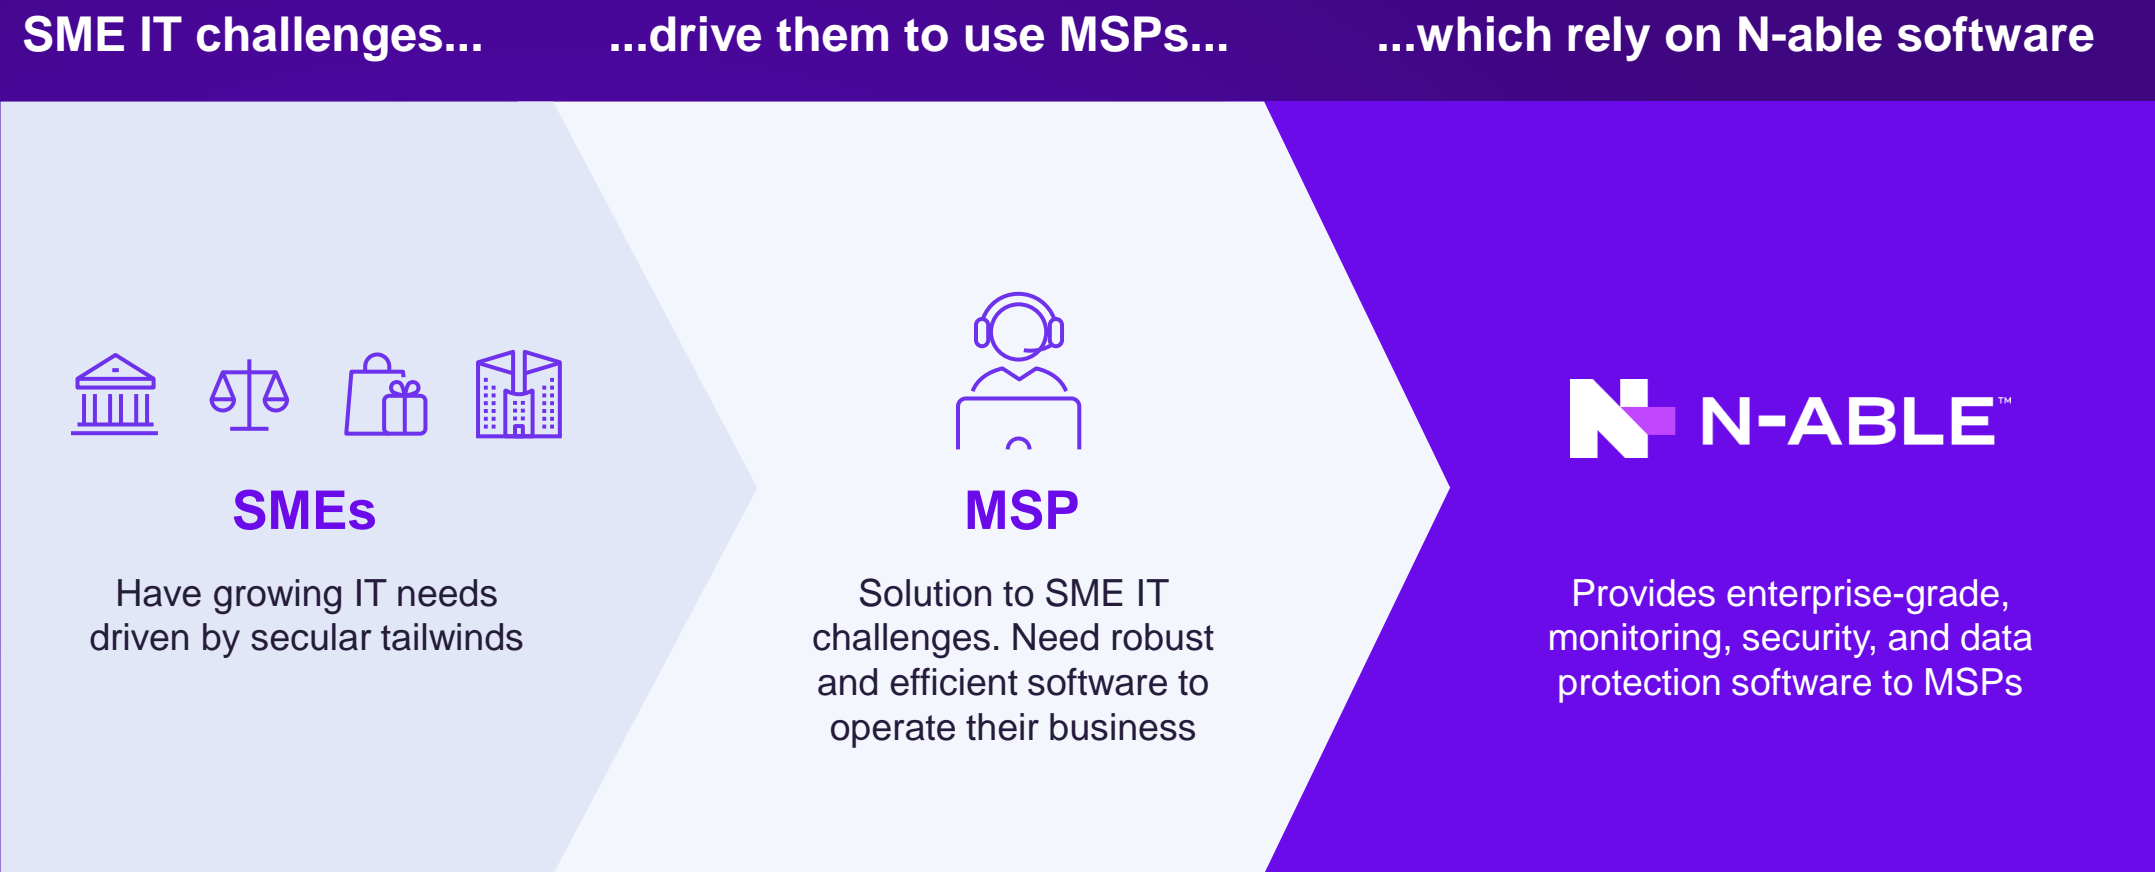 SME IT challenges...
...drive them to use MSPs...
...which rely on N-able software
SMEs
Have growing IT needs
driven by secular tailwinds
MSP
Solution to SME IT
challenges. Need robust
and efficient software to
operate their business
N-ABLE™
Provides enterprise-grade,
monitoring, security, and data
protection software to MSPs